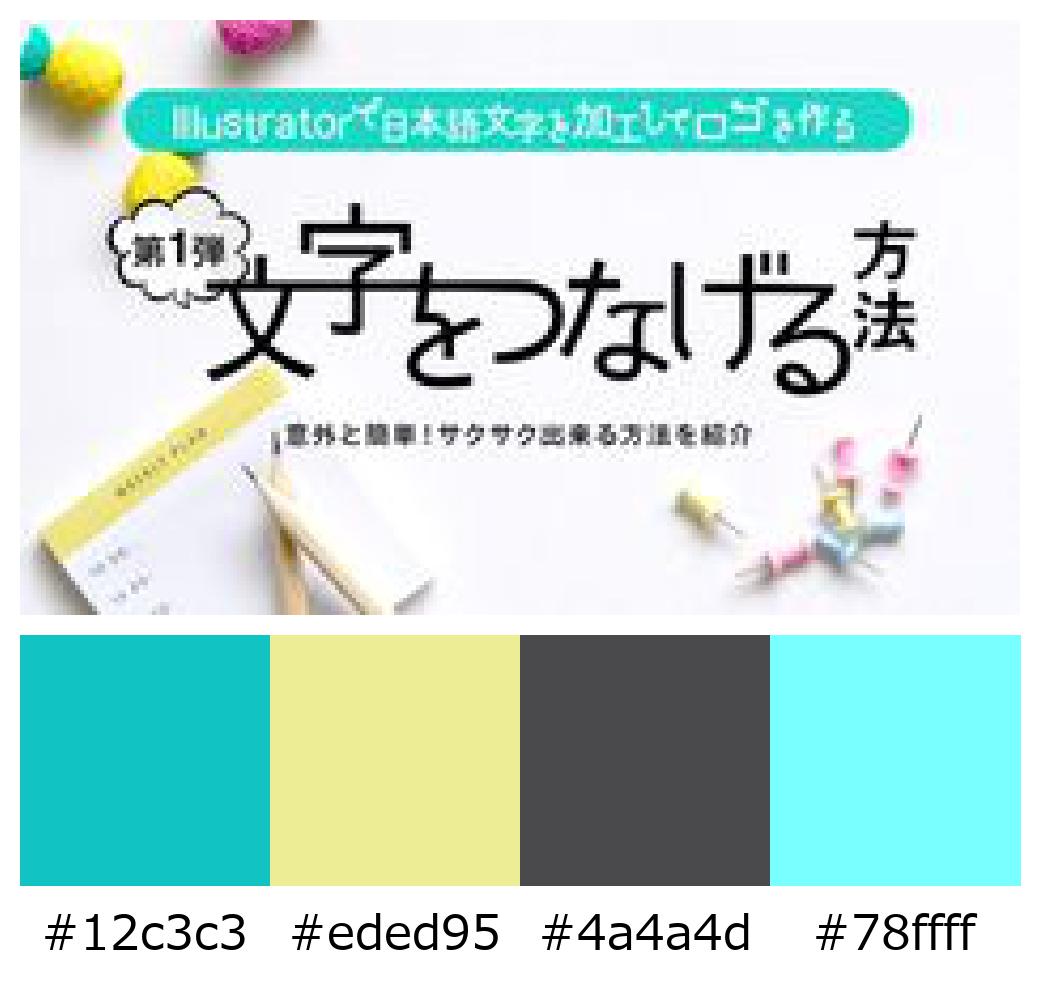 Illustratorで日本語文字を加工してロゴを作る
第1弾
文字をつなげる方法
意外と簡単!サクサク出来る方法を紹介
WEEKLY PLAN
#12c3c3 #eded95 #4a4a4d #78ffff